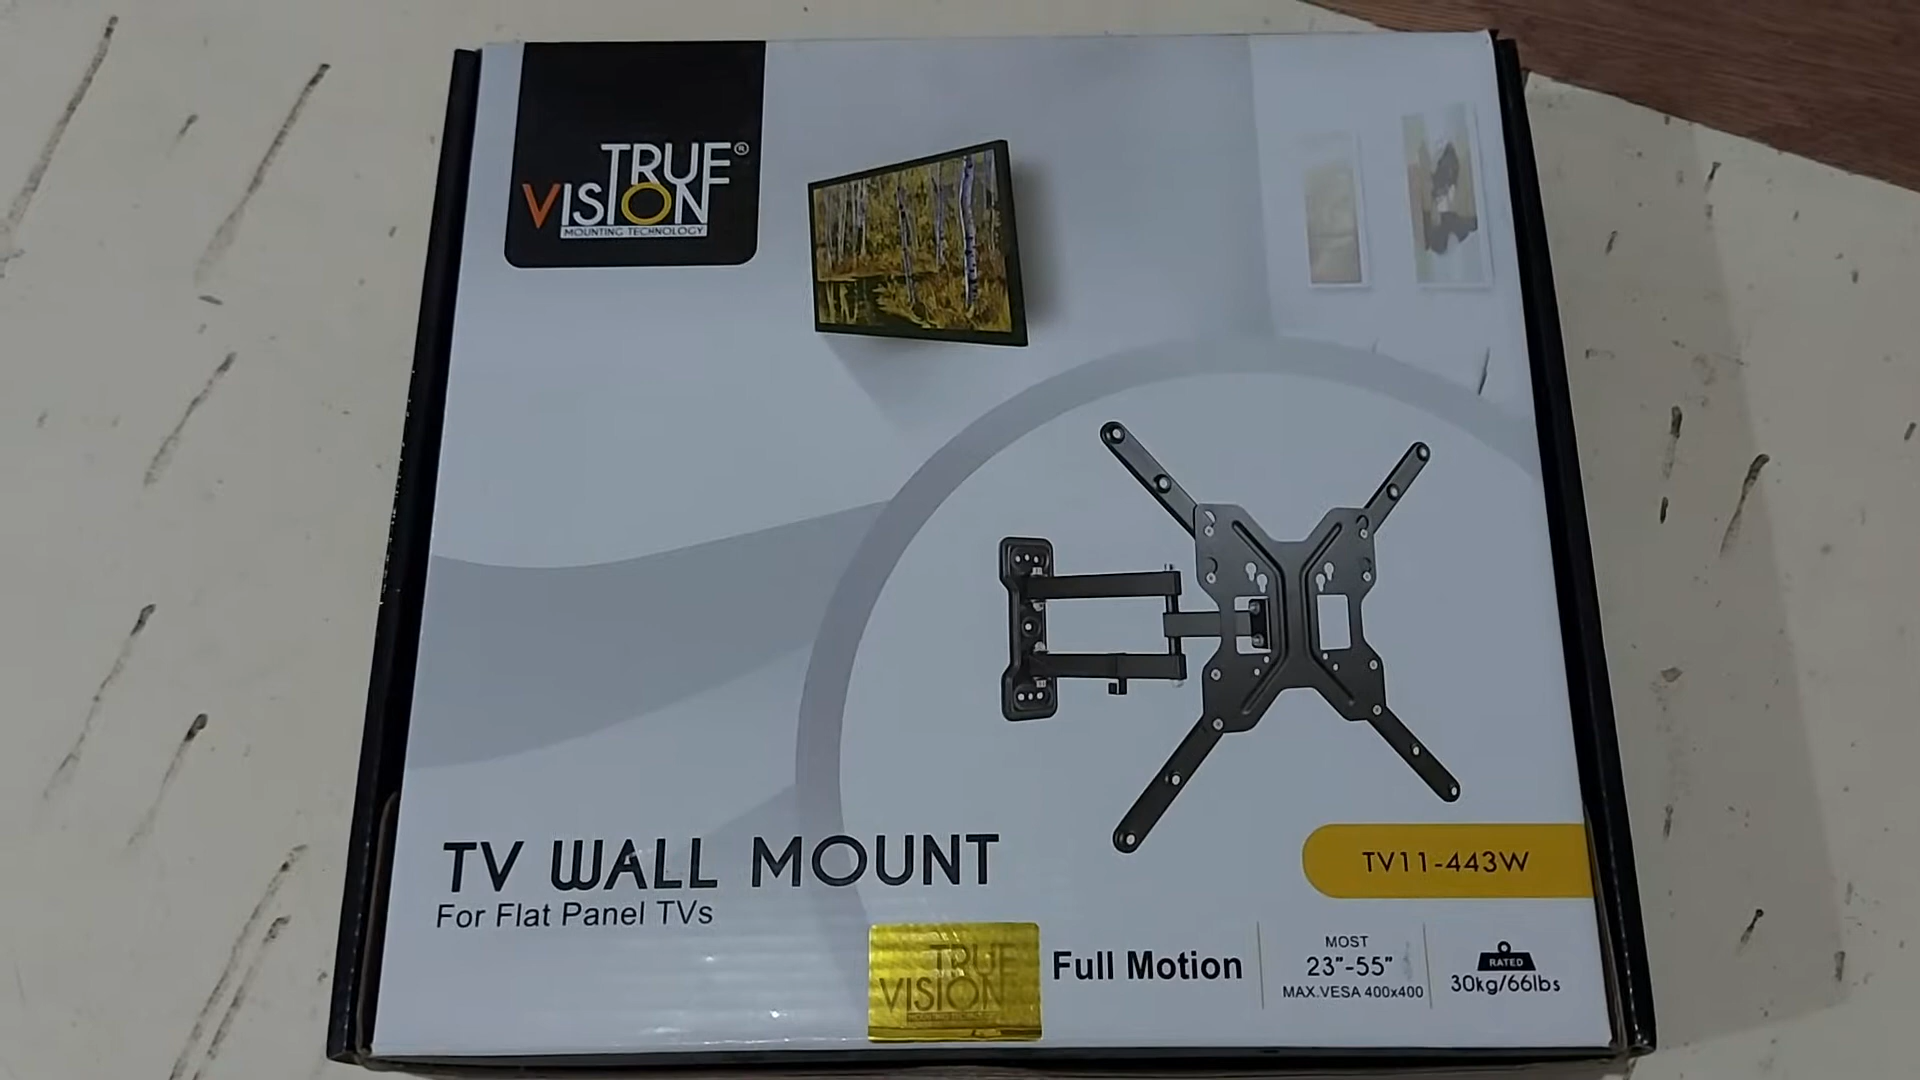 TRUE®
VISION
MOUNTING TECHNOLOGY
TV WALL MOUNT
For Flat Panel TVs
TV11-443W
TRUE
VISION
Full Motion
MOST
23"-55"
MAX.VESA 400x400
RATED
30kg/66lbs